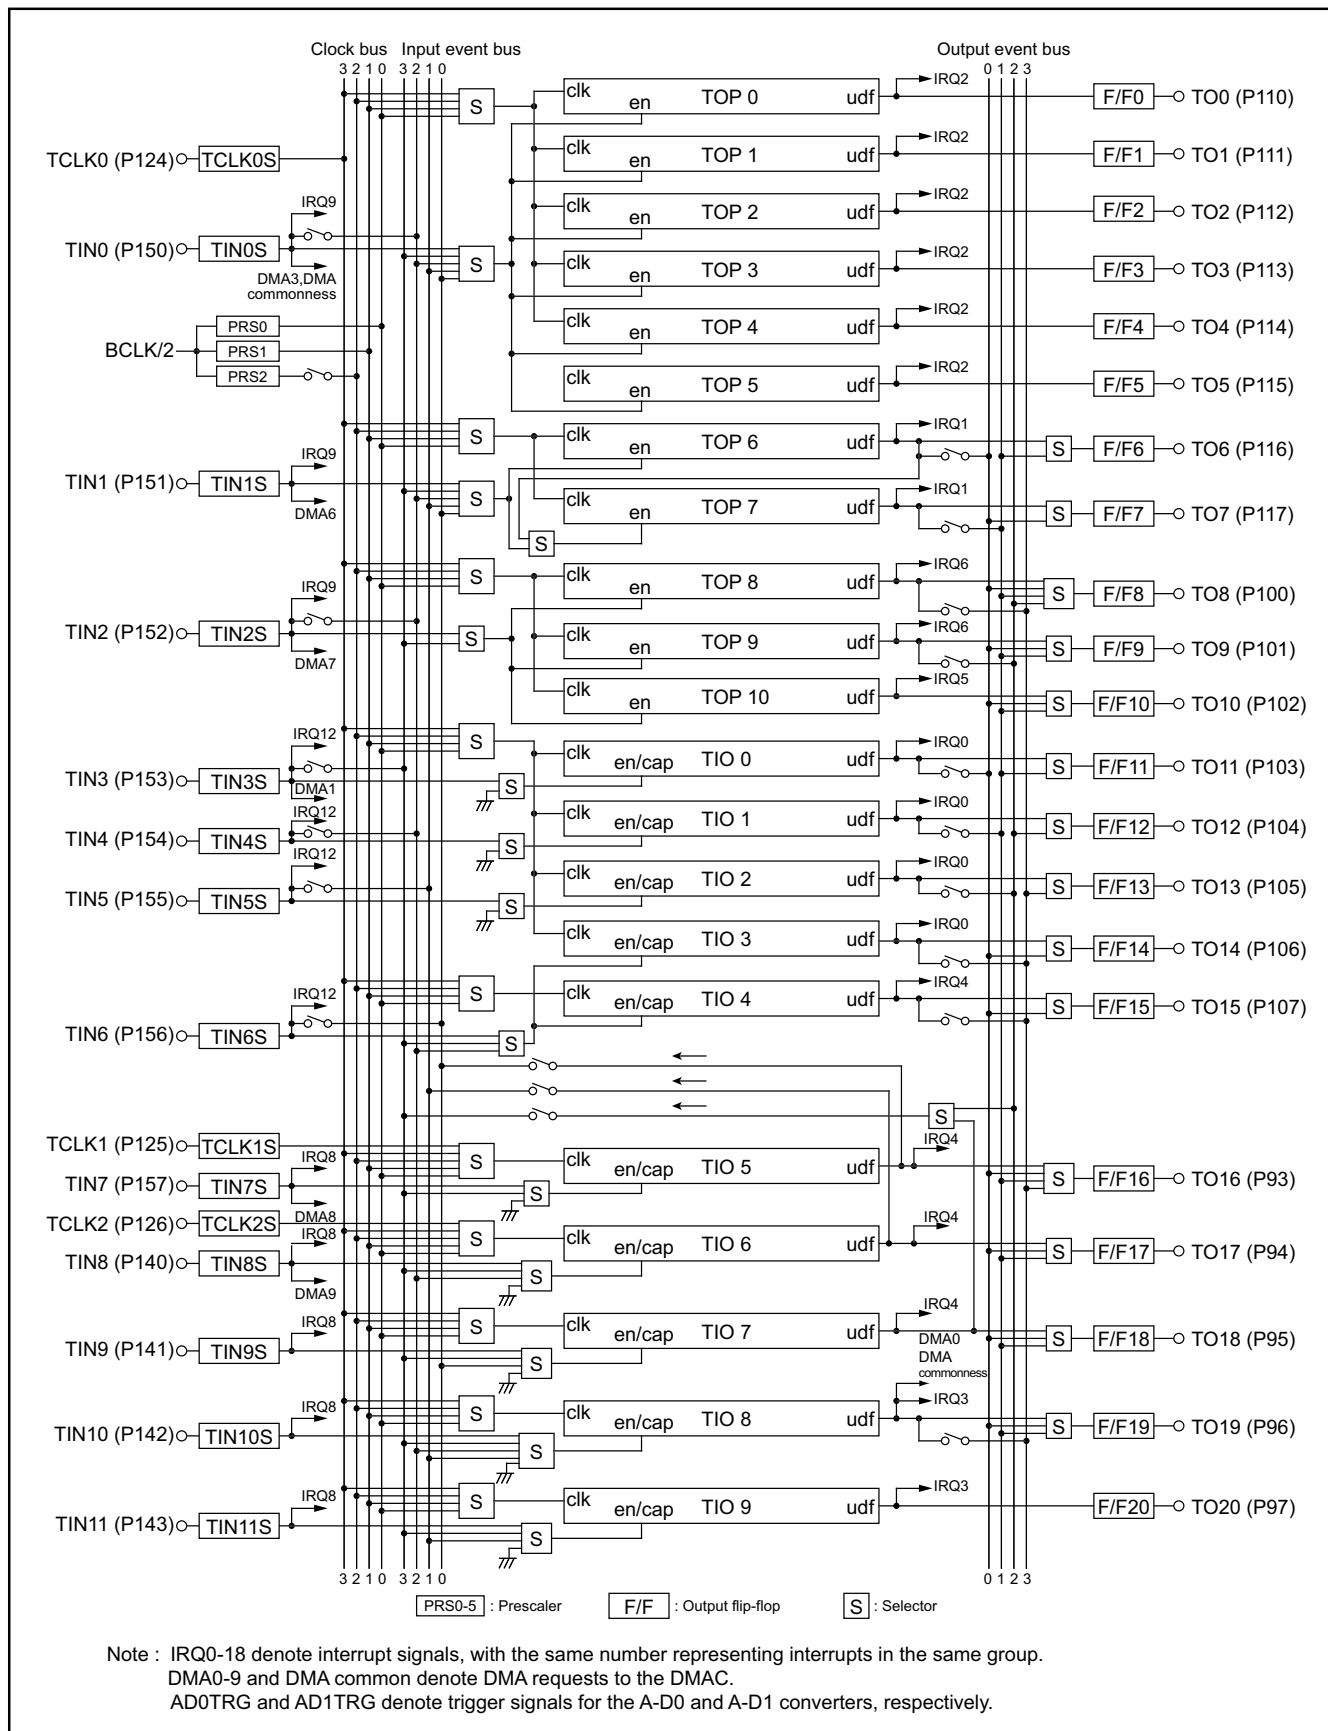 Clock bus Input event bus Output event bus
3 2 1 0 3 2 1 0 0 1 2 3
clk en TOP 0 udf IRQ2 F/F0 TO0 (P110)
S
TCLK0 (P124) TCLK0S
clk en TOP 1 udf IRQ2 F/F1 TO1 (P111)
IRQ9
clk en TOP 2 udf IRQ2 F/F2 TO2 (P112)
TIN0 (P150) TIN0S
S
DMA3,DMA
commonness
clk en TOP 3 udf IRQ2 F/F3 TO3 (P113)
BCLK/2
PRS0
PRS1
PRS2
clk en TOP 4 udf IRQ2 F/F4 TO4 (P114)
clk en TOP 5 udf IRQ2 F/F5 TO5 (P115)
S
clk en TOP 6 udf IRQ1 S F/F6 TO6 (P116)
IRQ9
TIN1 (P151) TIN1S
DMA6
S
clk en TOP 7 udf IRQ1 S F/F7 TO7 (P117)
S
S
clk en TOP 8 udf IRQ6 S F/F8 TO8 (P100)
IRQ9
TIN2 (P152) TIN2S
DMA7
S
clk en TOP 9 udf IRQ6 S F/F9 TO9 (P101)
clk en TOP 10 udf IRQ5 S F/F10 TO10 (P102)
S
IRQ12
TIN3 (P153) TIN3S
DMA1
S
clk en/cap TIO 0 udf IRQ0 S F/F11 TO11 (P103)
IRQ12
TIN4 (P154) TIN4S
S
clk en/cap TIO 1 udf IRQ0 S F/F12 TO12 (P104)
IRQ12
TIN5 (P155) TIN5S
S
clk en/cap TIO 2 udf IRQ0 S F/F13 TO13 (P105)
clk en/cap TIO 3 udf IRQ0 S F/F14 TO14 (P106)
S
clk en/cap TIO 4 udf IRQ4 S F/F15 TO15 (P107)
IRQ12
TIN6 (P156) TIN6S
S
S
TCLK1 (P125) TCLK1S
S
clk en/cap TIO 5 udf IRQ4 S F/F16 TO16 (P93)
IRQ8
TIN7 (P157) TIN7S
DMA8
S
TCLK2 (P126) TCLK2S
S
clk en/cap TIO 6 udf IRQ4 S F/F17 TO17 (P94)
IRQ8
TIN8 (P140) TIN8S
DMA9
S
S
clk en/cap TIO 7 udf IRQ4 S F/F18 TO18 (P95)
IRQ8
TIN9 (P141) TIN9S
S
DMA0
DMA
commonness
S
clk en/cap TIO 8 udf IRQ3 S F/F19 TO19 (P96)
IRQ8
TIN10 (P142) TIN10S
S
S
clk en/cap TIO 9 udf IRQ3 F/F20 TO20 (P97)
IRQ8
TIN11 (P143) TIN11S
S
3 2 1 0 3 2 1 0 0 1 2 3
PRS0-5 : Prescaler F/F : Output flip-flop S : Selector
Note : IRQ0-18 denote interrupt signals, with the same number representing interrupts in the same group.
DMA0-9 and DMA common denote DMA requests to the DMAC.
AD0TRG and AD1TRG denote trigger signals for the A-D0 and A-D1 converters, respectively.